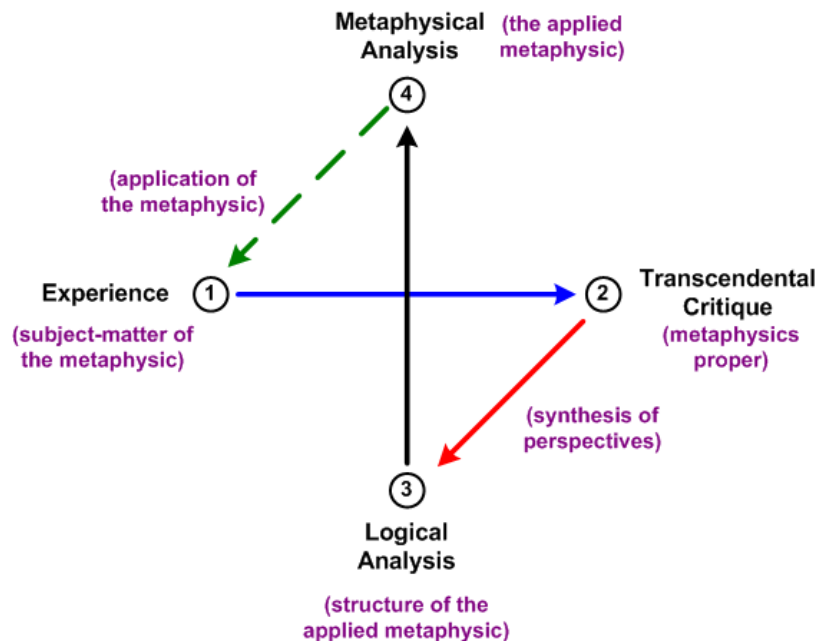 Metaphysical
Analysis
(the applied
metaphysic)
4
(application of
the metaphysic)
Experience
1
(subject-matter of
the metaphysic)
2
Transcendental
Critique
(metaphysics
proper)
(synthesis of
perspectives)
3
Logical
Analysis
(structure of the
applied metaphysic)